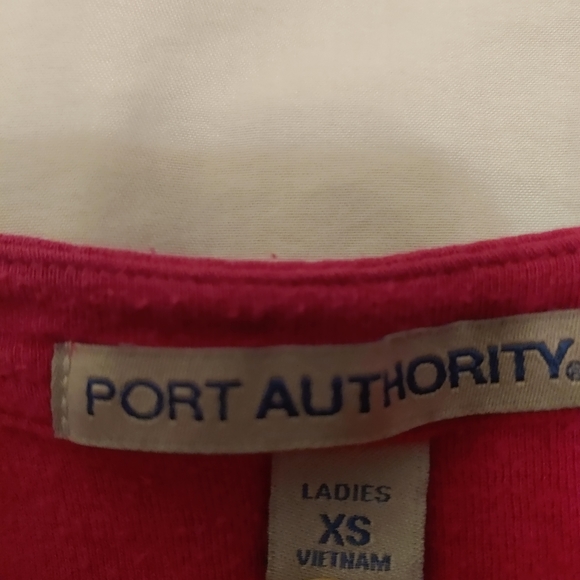 PORT AUTHORITY®
LADIES
XS
VIETNAM